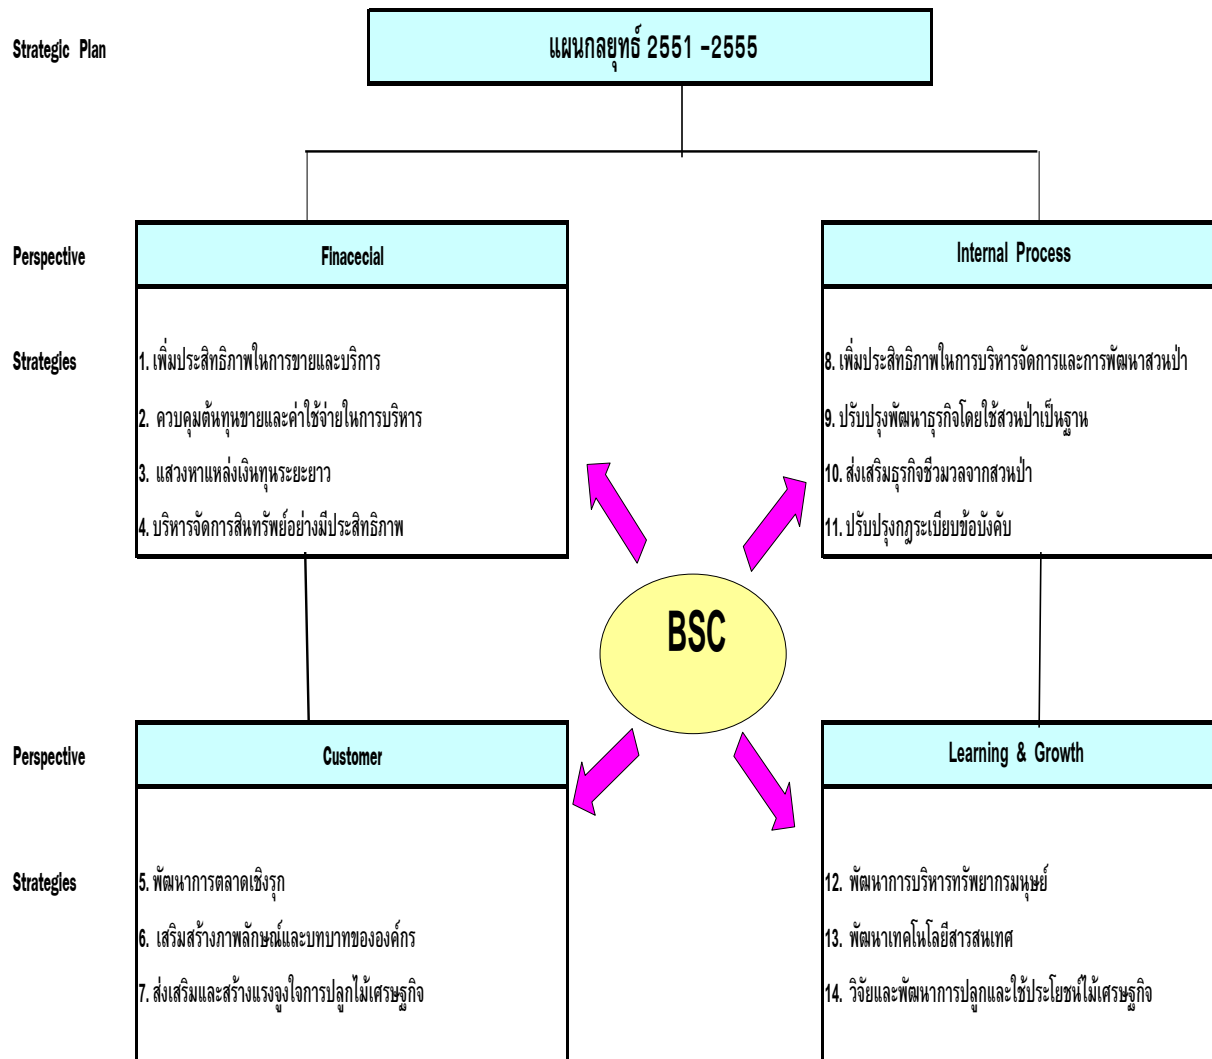 Strategic Plan
แผนกลยุทธ์ 2551 -2555
Perspective
Finacecial
Internal Process
Strategies
1. เพิ่มประสิทธิภาพในการขายและบริการ
2. ควบคุมต้นทุนขายและค่าใช้จ่ายในการบริหาร
3. แสวงหาแหล่งเงินทุนระยะยาว
4. บริหารจัดการสินทรัพย์อย่างมีประสิทธิภาพ
8. เพิ่มประสิทธิภาพในการบริหารจัดการและการพัฒนาสวนป่า
9. ปรับปรุงพัฒนาธุรกิจโดยใช้สวนป่าเป็นฐาน
10. ส่งเสริมธุรกิจชีวมวลจากสวนป่า
11. ปรับปรุงกฎระเบียบข้อบังคับ
BSC
Perspective
Customer
Learning & Growth
Strategies
5. พัฒนาการตลาดเชิงรุก
6. เสริมสร้างภาพลักษณ์และบทบาทขององค์กร
7. ส่งเสริมและสร้างแรงจูงใจการปลูกไม้เศรษฐกิจ
12. พัฒนาการบริหารทรัพยากรมนุษย์
13. พัฒนาเทคโนโลยีสารสนเทศ
14. วิจัยและพัฒนาการปลูกและใช้ประโยชน์ไม้เศรษฐกิจ